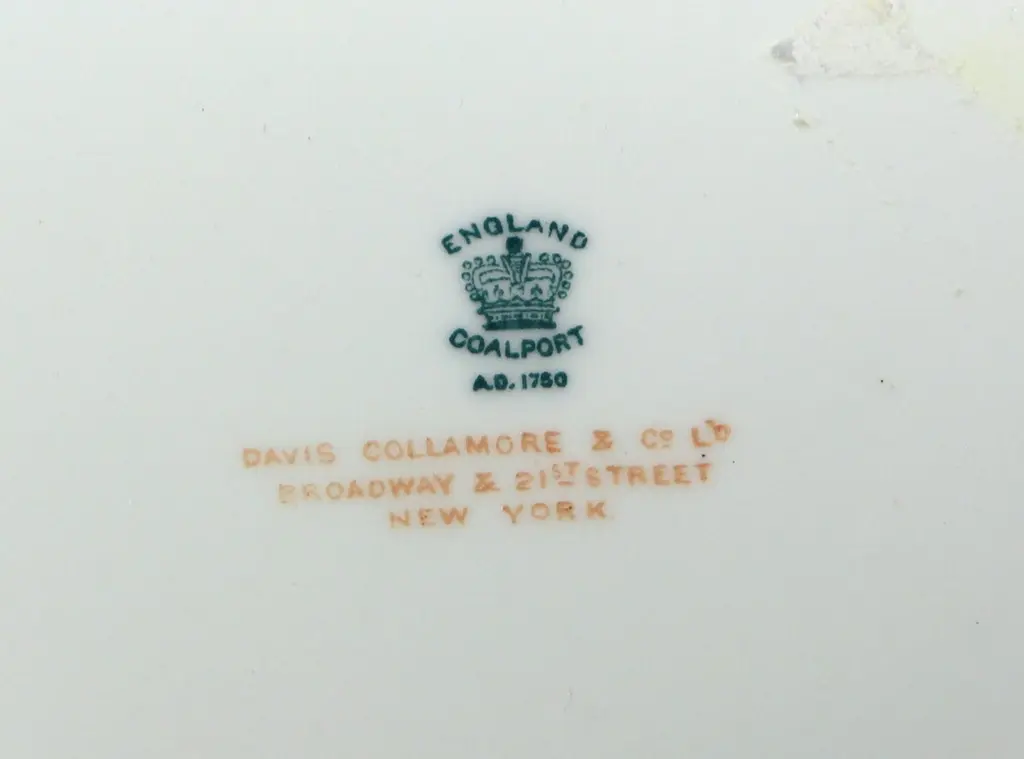 ENGLAND
COALPORT
A.D. 1750
DAVIS COLLAMORE & Cº Lᵗᴰ
BROADWAY & 21ˢᵀ STREET
NEW YORK